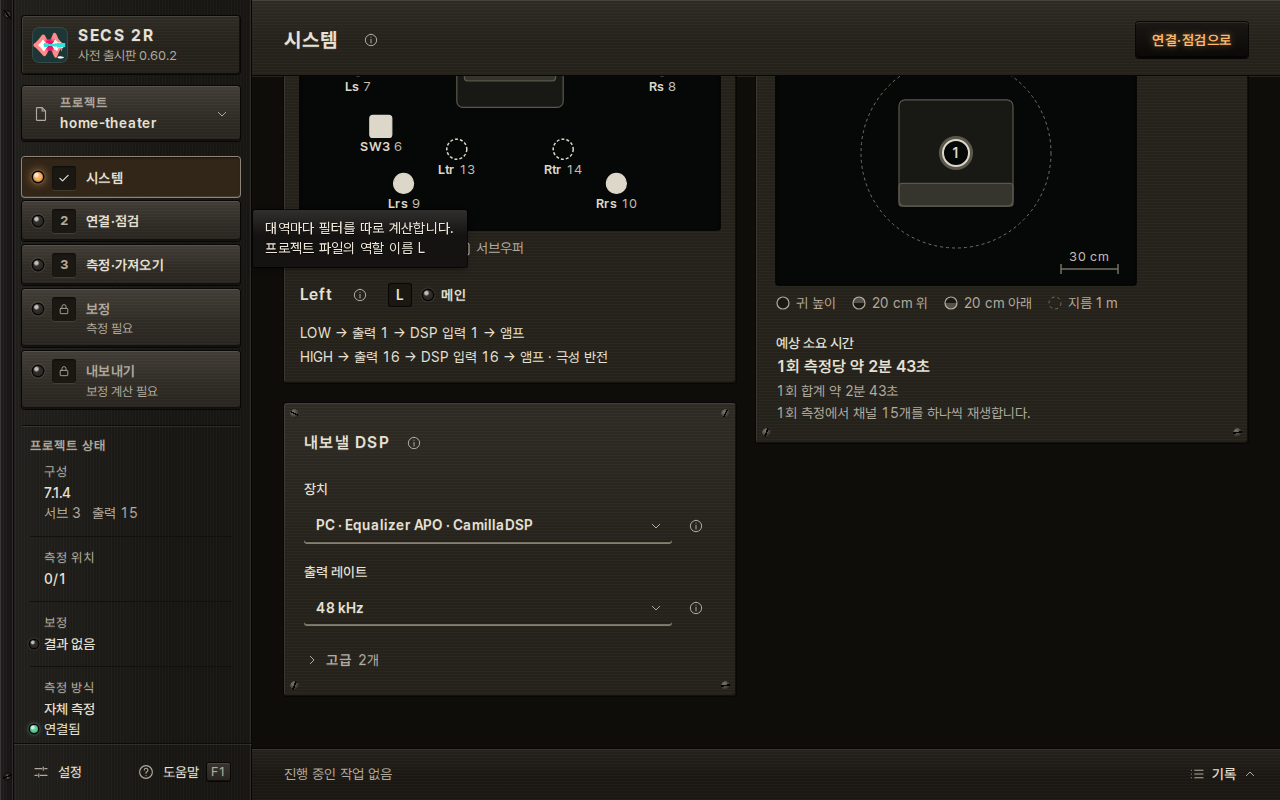 SECS 2R
사전 출시판 0.60.2
프로젝트
home-theater
시스템
2 연결·점검
3 측정·가져오기
보정
측정 필요
내보내기
보정 계산 필요
프로젝트 상태
구성
7.1.4
서브 3 출력 15
측정 위치
0/1
보정
결과 없음
측정 방식
자체 측정
연결됨
설정
도움말 F1
시스템
연결·점검으로
Ls 7
Rs 8
SW3 6
Ltr 13
Rtr 14
Lrs 9
Rrs 10
대역마다 필터를 따로 계산합니다.
프로젝트 파일의 역할 이름 L
서브우퍼
Left L 메인
LOW → 출력 1 → DSP 입력 1 → 앰프
HIGH → 출력 16 → DSP 입력 16 → 앰프 · 극성 반전
내보낼 DSP
장치
PC · Equalizer APO · CamillaDSP
출력 레이트
48 kHz
고급 2개
1
30 cm
귀 높이 20 cm 위 20 cm 아래 지름 1 m
예상 소요 시간
1회 측정당 약 2분 43초
1회 합계 약 2분 43초
1회 측정에서 채널 15개를 하나씩 재생합니다.
진행 중인 작업 없음
기록